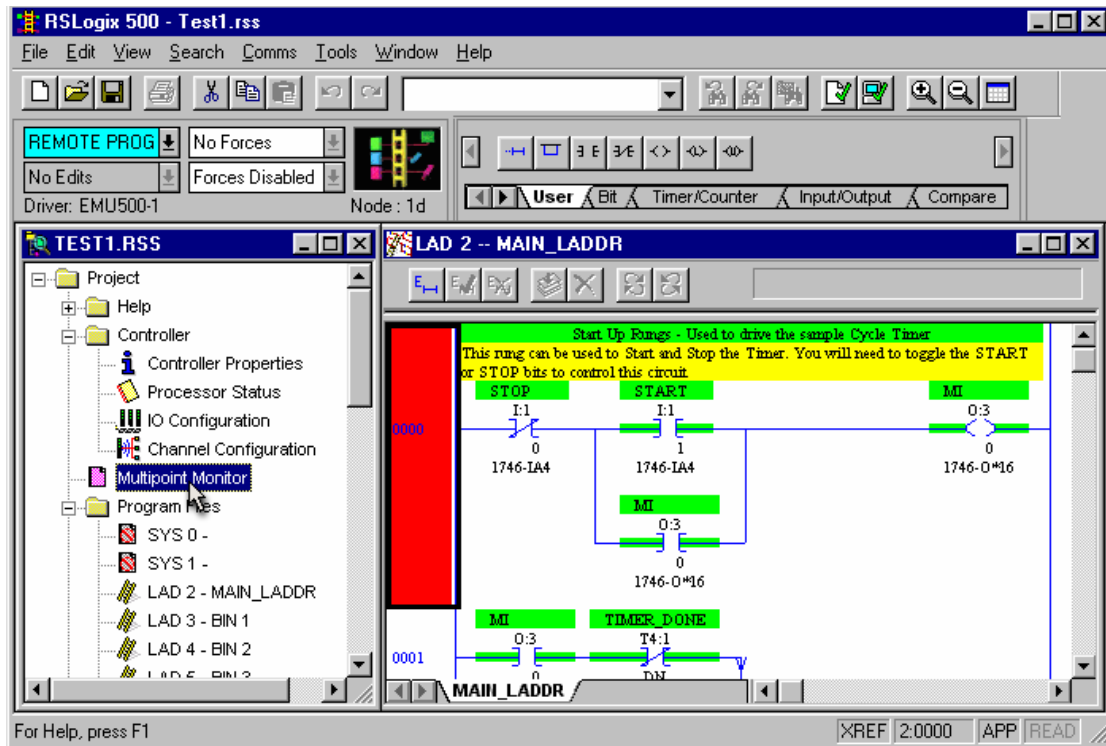 RSLogix 500 - Test1.rss
File Edit View Search Comms Tools Window Help
REMOTE PROG No Forces
No Edits Forces Disabled
Driver: EMU500-1 Node : 1d
User Bit Timer/Counter Input/Output Compare
TEST1.RSS
Project
Help
Controller
Controller Properties
Processor Status
IO Configuration
Channel Configuration
Multipoint Monitor
Program Files
SYS 0 -
SYS 1 -
LAD 2 - MAIN_LADDR
LAD 3 - BIN 1
LAD 4 - BIN 2
LAD 5 - BIN 3
LAD 2 -- MAIN_LADDR
Start Up Rungs - Used to drive the sample Cycle Timer
This rung can be used to Start and Stop the Timer. You will need to toggle the START
or STOP bits to control this circuit
STOP START MI
I:1 I:1 O:3
0000
0 1 0
1746-IA4 1746-IA4 1746-O*16
MI
O:3
0
1746-O*16
MI TIMER_DONE
O:3 T4:1
0001
0 DN
MAIN_LADDR
For Help, press F1 XREF 2:0000 APP READ